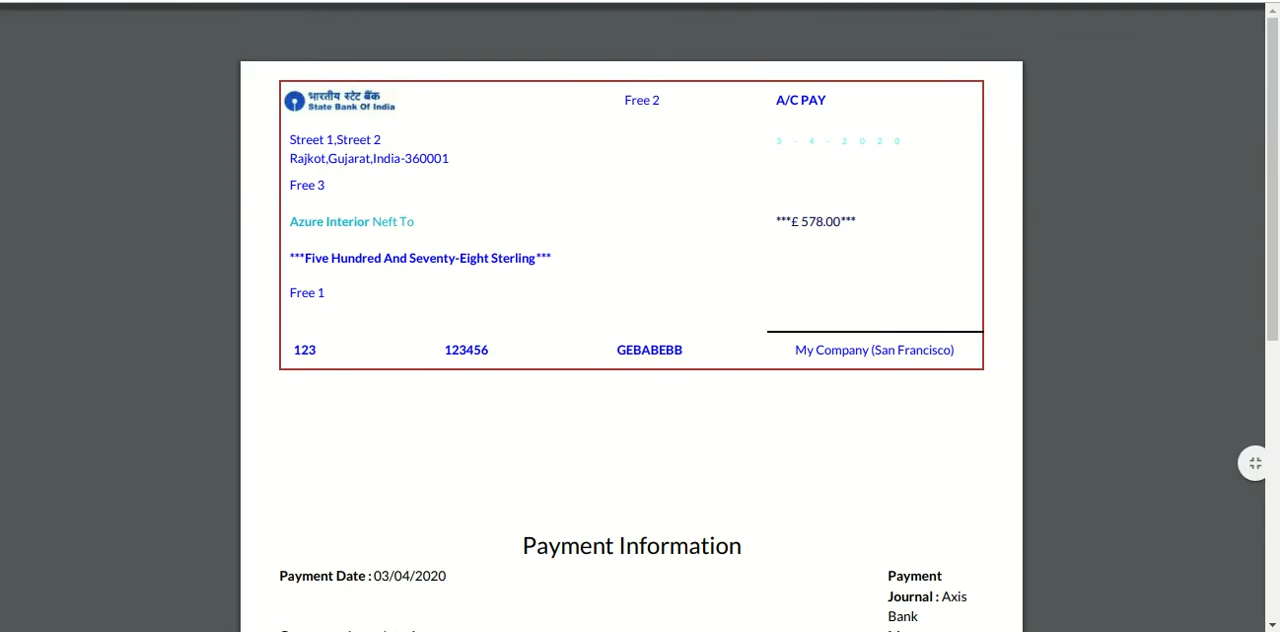 भारतीय स्टेट बैंक
State Bank Of India
Free 2
A/C PAY
Street 1,Street 2
3 - 4 - 2 0 2 0
Rajkot,Gujarat,India-360001
Free 3
Azure Interior Neft To
***£ 578.00***
***Five Hundred And Seventy-Eight Sterling***
Free 1
123
123456
GEBABEBB
My Company (San Francisco)
Payment Information
Payment Date : 03/04/2020
Payment
Journal : Axis
Bank